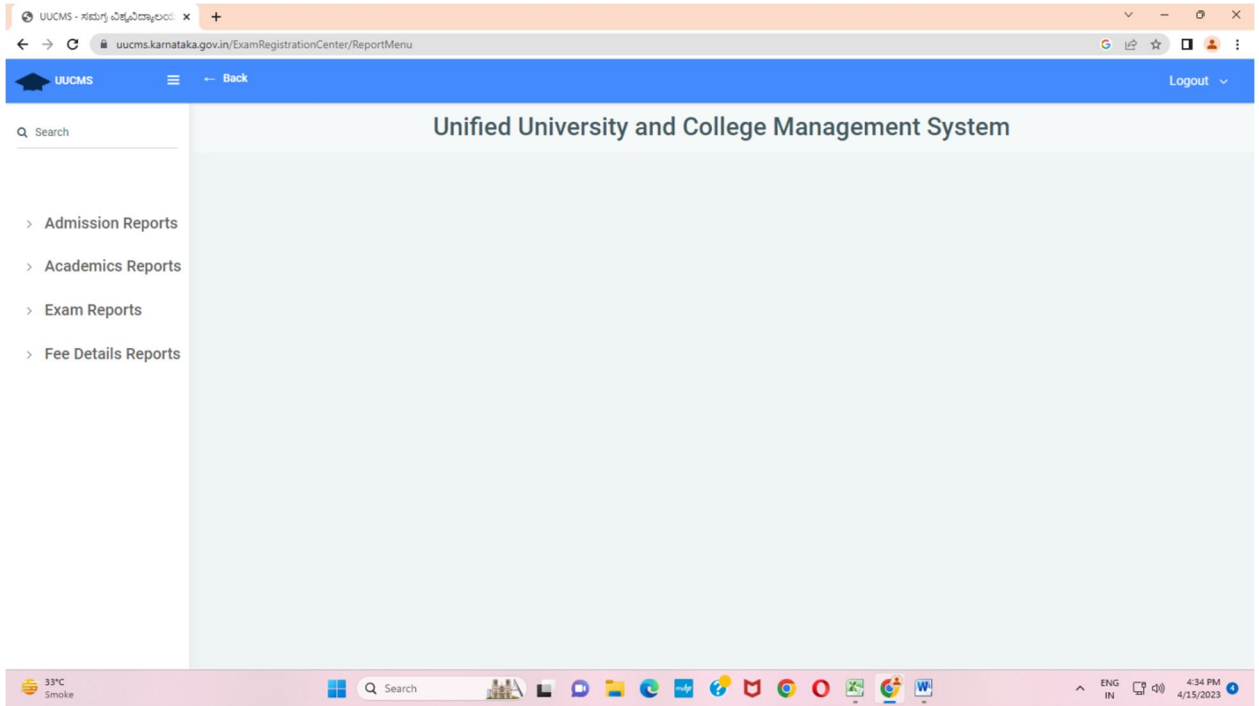 UUCMS - ಸಮಗ್ರ ವಿಶ್ವವಿದ್ಯಾಲಯ
uucms.karnataka.gov.in/ExamRegistrationCenter/ReportMenu
UUCMS
← Back
Logout
Search
Unified University and College Management System
Admission Reports
Academics Reports
Exam Reports
Fee Details Reports
33°C
Smoke
Search
ENG
IN
4:34 PM
4/15/2023
4